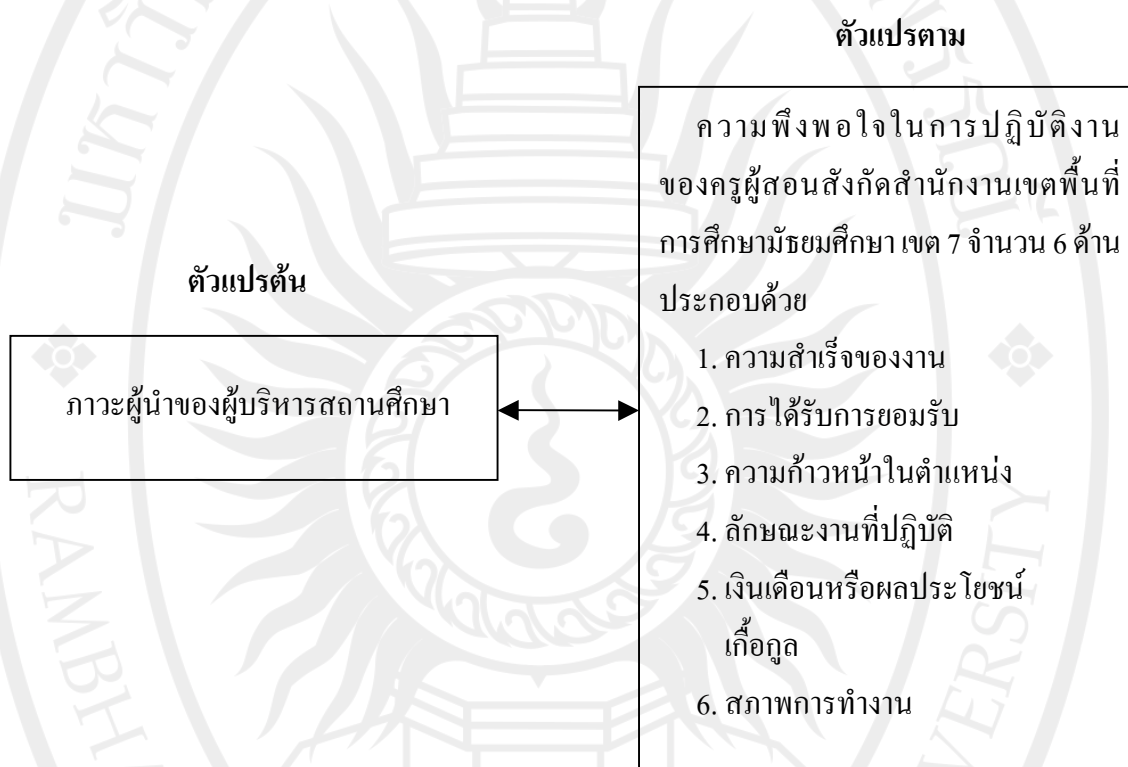 ตัวแปรตาม
ความพึงพอใจในการปฏิบัติงาน
ของครูผู้สอนสังกัดสำนักงานเขตพื้นที่
การศึกษามัธยมศึกษา เขต 7 จำนวน 6 ด้าน
ประกอบด้วย
1. ความสำเร็จของงาน
2. การได้รับการยอมรับ
3. ความก้าวหน้าในตำแหน่ง
4. ลักษณะงานที่ปฏิบัติ
5. เงินเดือนหรือผลประโยชน์
เกื้อกูล
6. สภาพการทำงาน
ตัวแปรต้น
ภาวะผู้นำของผู้บริหารสถานศึกษา